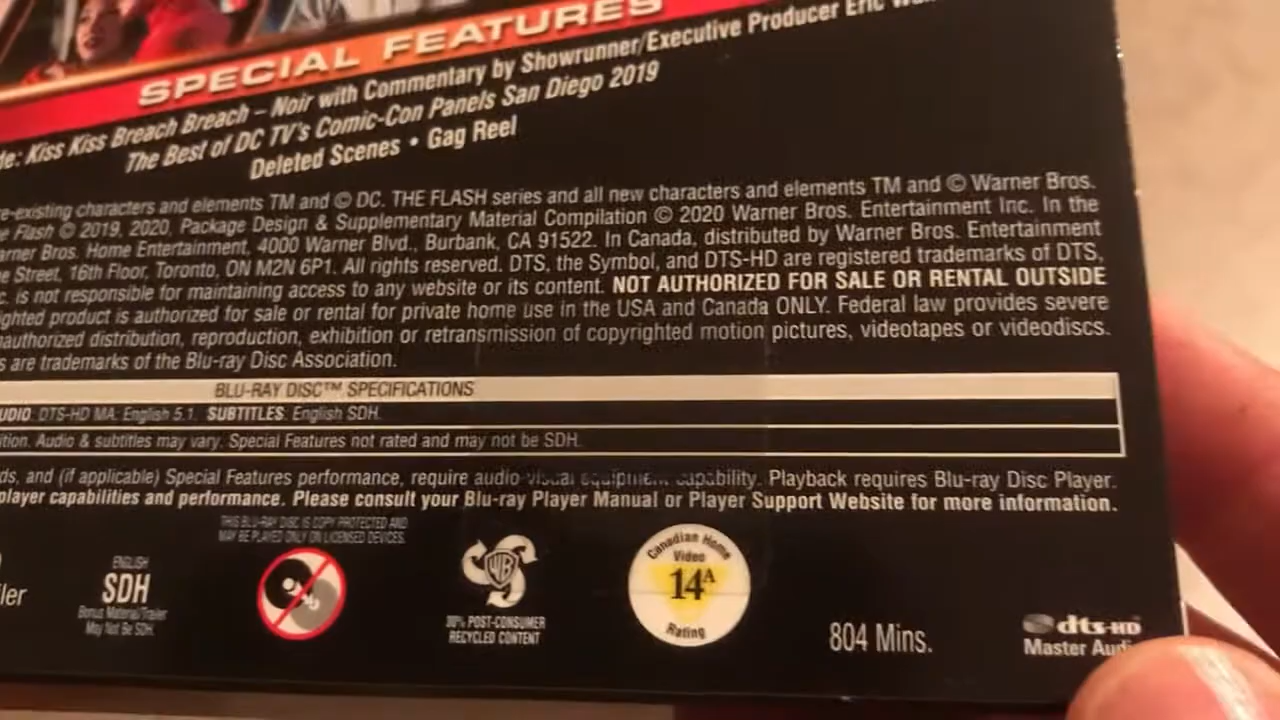 SPECIAL FEATURES
de: Kiss Kiss Breach Breach – Noir with Commentary by Showrunner/Executive Producer Eric
The Best of DC TV's Comic-Con Panels San Diego 2019
Deleted Scenes • Gag Reel
re-existing characters and elements TM and © DC. THE FLASH series and all new characters and elements TM and © Warner Bros.
e Flash © 2019, 2020, Package Design & Supplementary Material Compilation © 2020 Warner Bros. Entertainment Inc. In the
arner Bros. Home Entertainment, 4000 Warner Blvd., Burbank, CA 91522. In Canada, distributed by Warner Bros. Entertainment
e Street, 16th Floor, Toronto, ON M2N 6P1. All rights reserved. DTS, the Symbol, and DTS-HD are registered trademarks of DTS,
c. is not responsible for maintaining access to any website or its content. NOT AUTHORIZED FOR SALE OR RENTAL OUTSIDE
ighted product is authorized for sale or rental for private home use in the USA and Canada ONLY. Federal law provides severe
nauthorized distribution, reproduction, exhibition or retransmission of copyrighted motion pictures, videotapes or videodiscs.
s are trademarks of the Blu-ray Disc Association.
BLU-RAY DISC™ SPECIFICATIONS
UDIO: DTS-HD MA: English 5.1. SUBTITLES: English SDH.
ition. Audio & subtitles may vary. Special Features not rated and may not be SDH.
ds, and (if applicable) Special Features performance, require audio-visual equipment capability. Playback requires Blu-ray Disc Player.
player capabilities and performance. Please consult your Blu-ray Player Manual or Player Support Website for more information.
THIS BLU-RAY DISC IS COPY PROTECTED AND
MAY BE PLAYED ONLY ON LICENSED DEVICES.
iler
ENGLISH
SDH
Bonus Material/Trailer
May Not Be SDH.
WB
30% POST-CONSUMER
RECYCLED CONTENT
Canadian Home
Video
14A
Rating
804 Mins.
dts-HD
Master Aud